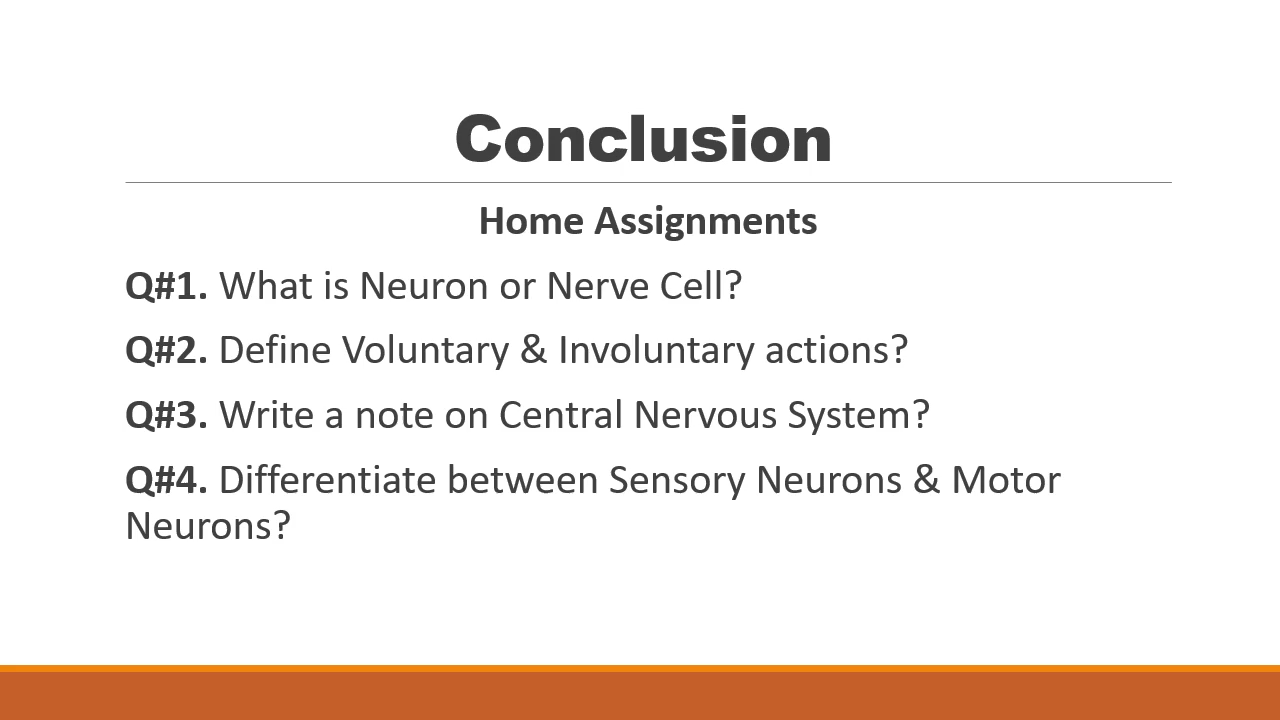 Conclusion
Home Assignments
Q#1. What is Neuron or Nerve Cell?
Q#2. Define Voluntary & Involuntary actions?
Q#3. Write a note on Central Nervous System?
Q#4. Differentiate between Sensory Neurons & Motor
Neurons?